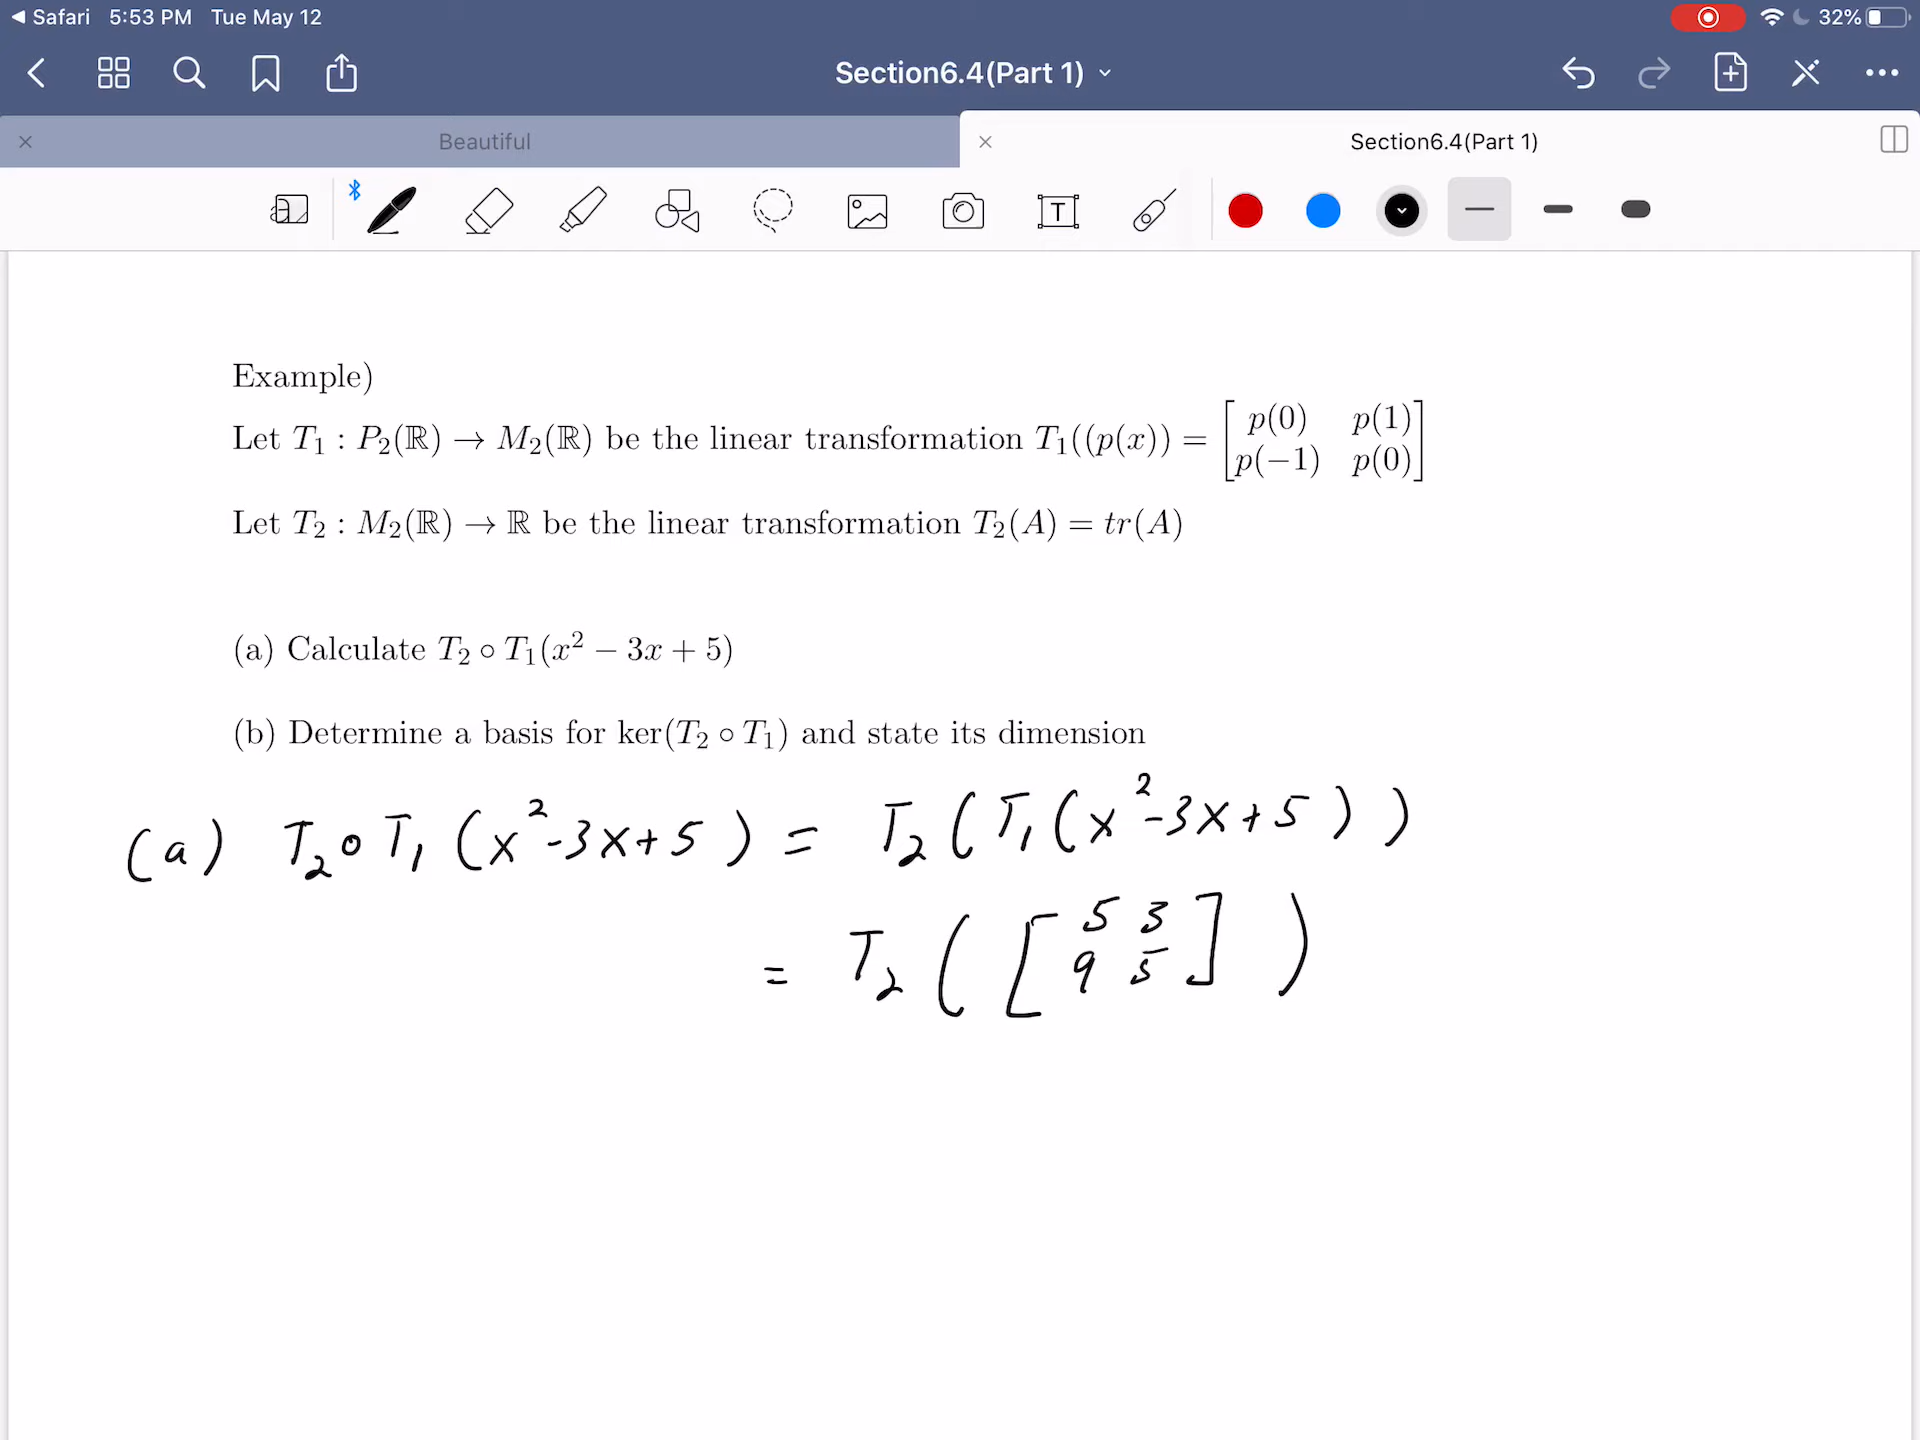 Safari 5:53 PM Tue May 12 32%
Section6.4(Part 1)
Beautiful Section6.4(Part 1)
a T
Example)
Let T₁ : P₂(ℝ) → M₂(ℝ) be the linear transformation T₁((p(x)) = [p(0) p(1)
p(−1) p(0)]
Let T₂ : M₂(ℝ) → ℝ be the linear transformation T₂(A) = tr(A)
(a) Calculate T₂ ∘ T₁(x² − 3x + 5)
(b) Determine a basis for ker(T₂ ∘ T₁) and state its dimension
(a) T₂∘T₁(x²-3x+5) = T₂(T₁(x²-3x+5))
= T₂([5 3
9 5])